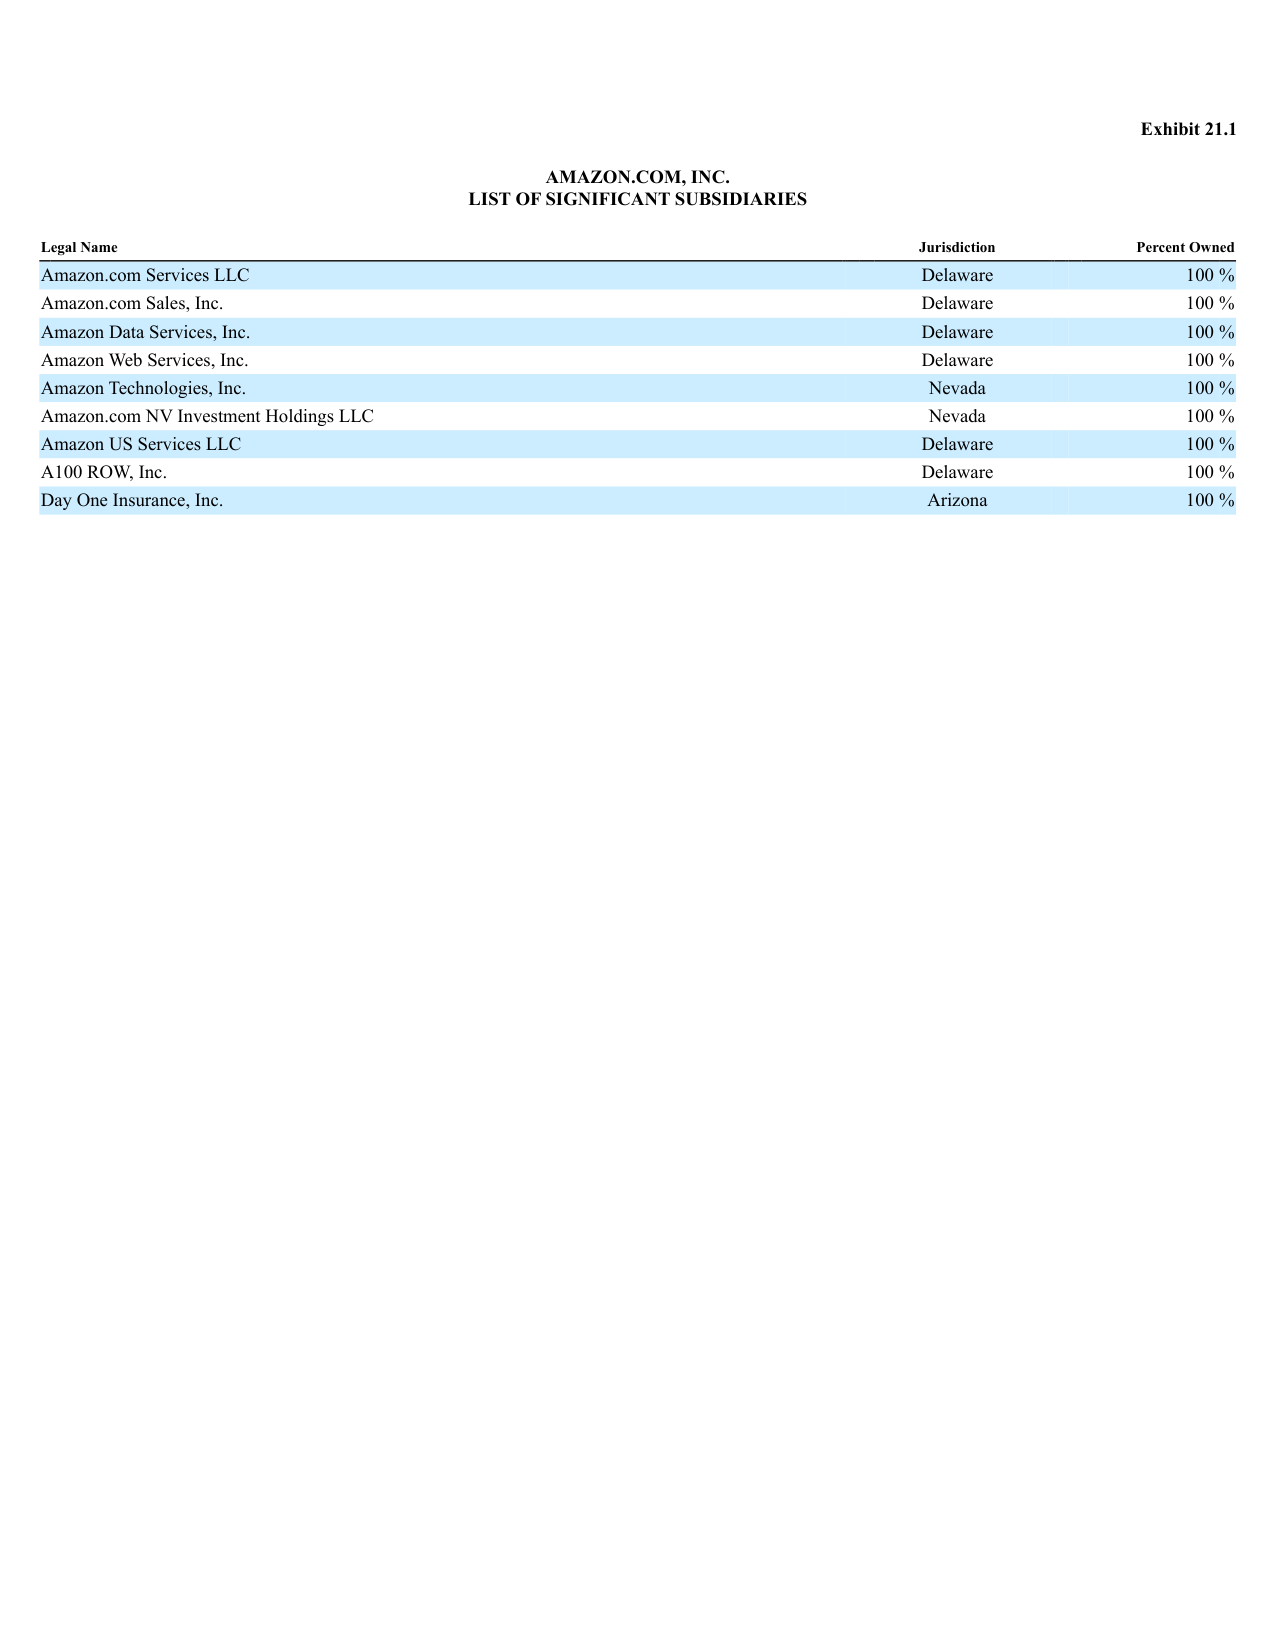 Exhibit 21.1
AMAZON.COM, INC.
LIST OF SIGNIFICANT SUBSIDIARIES
Legal Name Jurisdiction Percent Owned
Amazon.com Services LLC Delaware 100 %
Amazon.com Sales, Inc. Delaware 100 %
Amazon Data Services, Inc. Delaware 100 %
Amazon Web Services, Inc. Delaware 100 %
Amazon Technologies, Inc. Nevada 100 %
Amazon.com NV Investment Holdings LLC Nevada 100 %
Amazon US Services LLC Delaware 100 %
A100 ROW, Inc. Delaware 100 %
Day One Insurance, Inc. Arizona 100 %